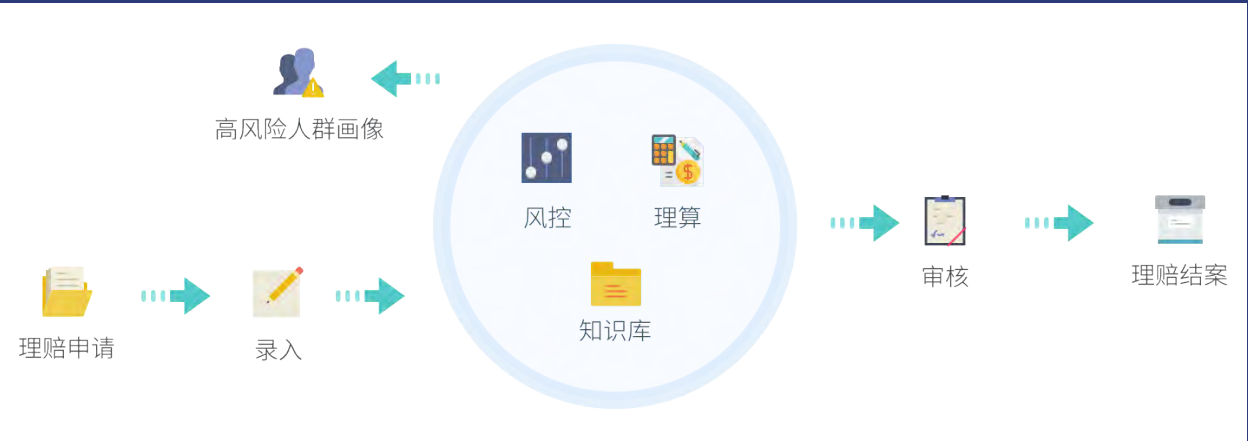 高风险人群画像
风控
理算
知识库
理赔申请
录入
审核
理赔结案